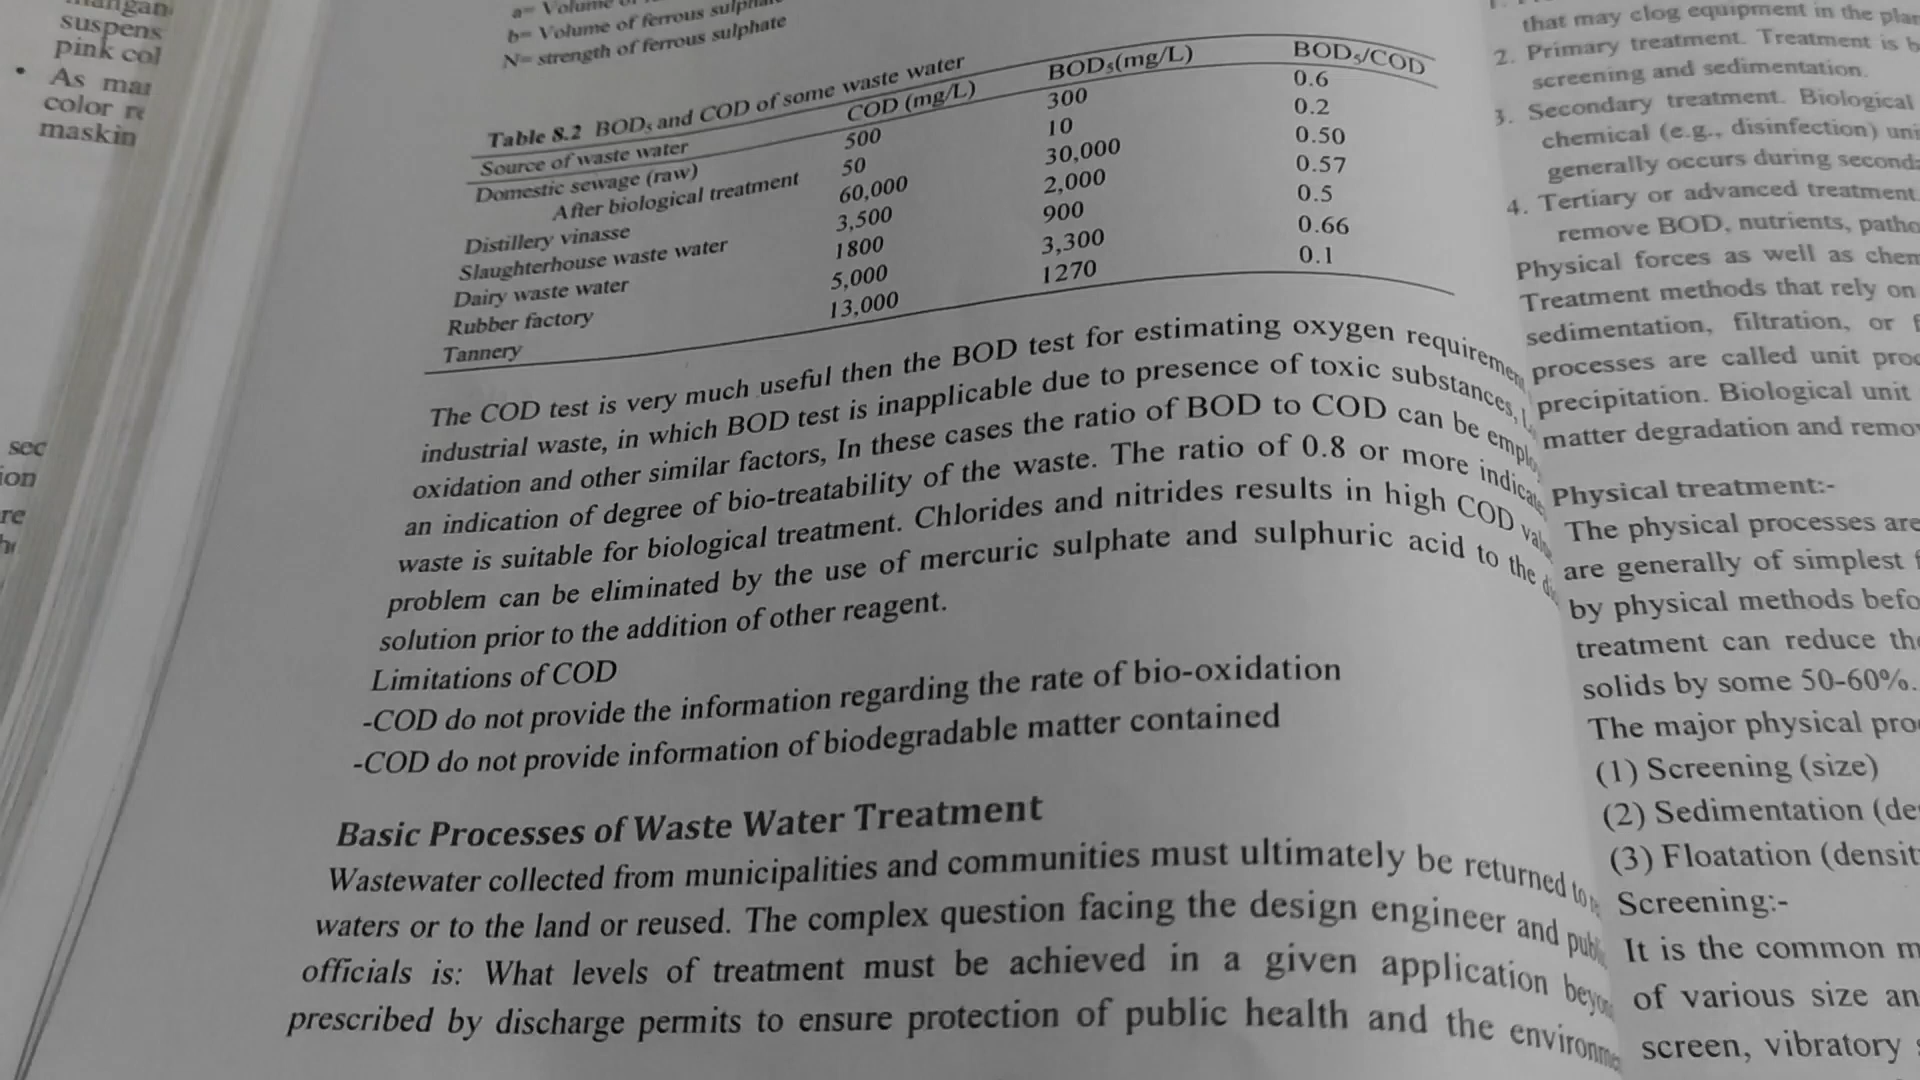 suspens
pink col
• As mar
color re
maskin
sec
ion
re
b= Volume of ferrous sulphate
N= strength of ferrous sulphate
Table 8.2 BOD5 and COD of some waste water
Source of waste water COD (mg/L) BOD5(mg/L) BOD5/COD
Domestic sewage (raw) 500 300 0.6
After biological treatment 50 10 0.2
Distillery vinasse 60,000 30,000 0.50
Slaughterhouse waste water 3,500 2,000 0.57
Dairy waste water 1800 900 0.5
Rubber factory 5,000 3,300 0.66
Tannery 13,000 1270 0.1
The COD test is very much useful then the BOD test for estimating oxygen requiremen
industrial waste, in which BOD test is inapplicable due to presence of toxic substances,
oxidation and other similar factors, In these cases the ratio of BOD to COD can be emplo
an indication of degree of bio-treatability of the waste. The ratio of 0.8 or more indicate
waste is suitable for biological treatment. Chlorides and nitrides results in high COD valu
problem can be eliminated by the use of mercuric sulphate and sulphuric acid to the
solution prior to the addition of other reagent.
Limitations of COD
-COD do not provide the information regarding the rate of bio-oxidation
-COD do not provide information of biodegradable matter contained
Basic Processes of Waste Water Treatment
Wastewater collected from municipalities and communities must ultimately be returned to
waters or to the land or reused. The complex question facing the design engineer and publ
officials is: What levels of treatment must be achieved in a given application beyon
prescribed by discharge permits to ensure protection of public health and the environme
that may clog equipment in the plan
2. Primary treatment. Treatment is b
screening and sedimentation.
3. Secondary treatment. Biological
chemical (e.g., disinfection) uni
generally occurs during seconda
4. Tertiary or advanced treatment.
remove BOD, nutrients, patho
Physical forces as well as chem
Treatment methods that rely on
sedimentation, filtration, or f
processes are called unit proc
precipitation. Biological unit
matter degradation and remov
Physical treatment:-
The physical processes are
are generally of simplest f
by physical methods befo
treatment can reduce the
solids by some 50-60%.
The major physical pro
(1) Screening (size)
(2) Sedimentation (de
(3) Floatation (densit
Screening:-
It is the common m
of various size an
screen, vibratory